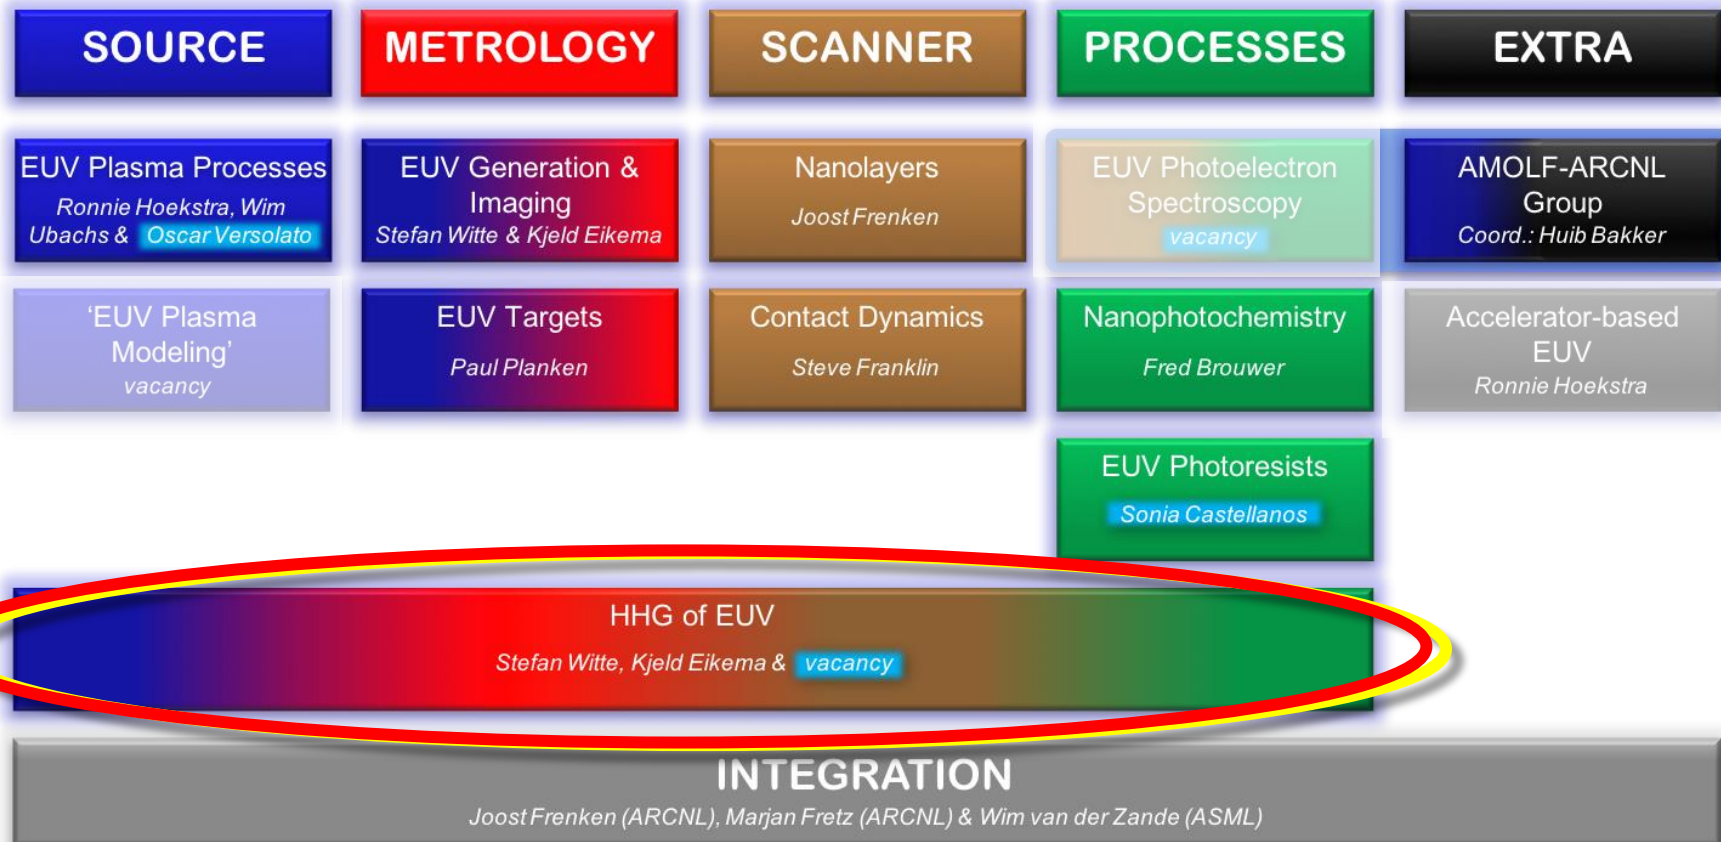 SOURCE
METROLOGY
SCANNER
PROCESSES
EXTRA
EUV Plasma Processes
Ronnie Hoekstra, Wim
Ubachs & Oscar Versolato
EUV Generation &
Imaging
Stefan Witte & Kjeld Eikema
Nanolayers
Joost Frenken
EUV Photoelectron
Spectroscopy
vacancy
AMOLF-ARCNL
Group
Coord.: Huib Bakker
‘EUV Plasma
Modeling’
vacancy
EUV Targets
Paul Planken
Contact Dynamics
Steve Franklin
Nanophotochemistry
Fred Brouwer
Accelerator-based
EUV
Ronnie Hoekstra
EUV Photoresists
Sonia Castellanos
HHG of EUV
Stefan Witte, Kjeld Eikema & vacancy
INTEGRATION
Joost Frenken (ARCNL), Marjan Fretz (ARCNL) & Wim van der Zande (ASML)